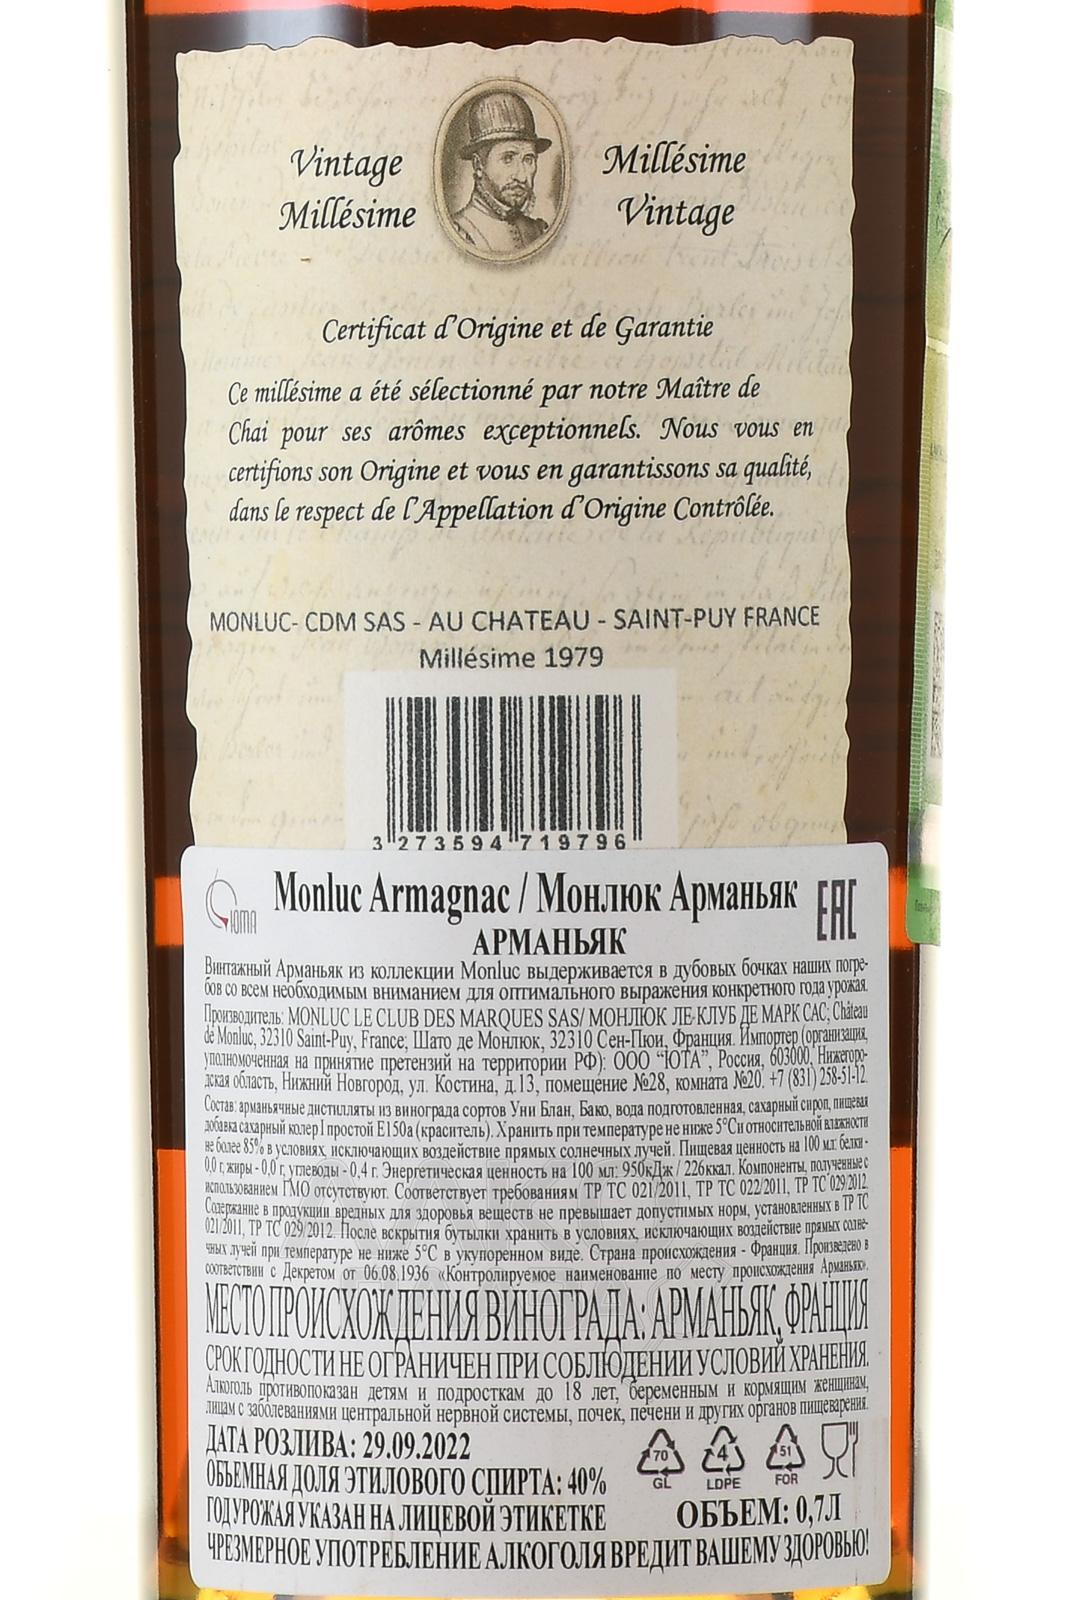 Vintage Millésime
Millésime Vintage
Certificat d'Origine et de Garantie
Ce millésime a été sélectionné par notre Maître de
Chai pour ses arômes exceptionnels. Nous vous en
certifions son Origine et vous en garantissons sa qualité,
dans le respect de l'Appellation d'Origine Contrôlée.
MONLUC- CDM SAS - AU CHATEAU - SAINT-PUY FRANCE
Millésime 1979
3 273594 719796
ЮТА
Monluc Armagnac / Монлюк Арманьяк
EAC
АРМАНЬЯК
Винтажный Арманьяк из коллекции Monluc выдерживается в дубовых бочках наших погре-
бов со всем необходимым вниманием для оптимального выражения конкретного года урожая.
Производитель: MONLUC LE CLUB DES MARQUES SAS/ МОНЛЮК ЛЕ-КЛУБ ДЕ МАРК САС; Château
de Monluc, 32310 Saint-Puy, France; Шато де Монлюк, 32310 Сен-Пюи, Франция. Импортер (организация,
уполномоченная на принятие претензий на территории РФ): ООО “ЮТА”, Россия, 603000, Нижегоро-
дская область, Нижний Новгород, ул. Костина, д.13, помещение №28, комната №20. +7 (831) 258-51-12.
Состав: арманьячные дистилляты из винограда сортов Уни Блан, Бако, вода подготовленная, сахарный сироп, пищевая
добавка сахарный колер I простой Е150а (краситель). Хранить при температуре не ниже 5°С и относительной влажности
не более 85% в условиях, исключающих воздействие прямых солнечных лучей. Пищевая ценность на 100 мл: белки -
0,0 г, жиры - 0,0 г, углеводы - 0,4 г. Энергетическая ценность на 100 мл: 950кДж / 226ккал. Компоненты, полученные с
использованием ГМО отсутствуют. Соответствует требованиям ТР ТС 021/2011, ТР ТС 022/2011, ТР ТС 029/2012.
Содержание в продукции вредных для здоровья веществ не превышает допустимых норм, установленных в ТР ТС
021/2011, ТР ТС 029/2012. После вскрытия бутылки хранить в условиях, исключающих воздействие прямых солне-
чных лучей при температуре не ниже 5°С в укупоренном виде. Страна происхождения - Франция. Произведено в
соответствии с Декретом от 06.08.1936 «Контролируемое наименование по месту происхождения Арманьяк».
МЕСТО ПРОИСХОЖДЕНИЯ ВИНОГРАДА: АРМАНЬЯК, ФРАНЦИЯ
СРОК ГОДНОСТИ НЕ ОГРАНИЧЕН ПРИ СОБЛЮДЕНИИ УСЛОВИЙ ХРАНЕНИЯ.
Алкоголь противопоказан детям и подросткам до 18 лет, беременным и кормящим женщинам,
лицам с заболеваниями центральной нервной системы, почек, печени и других органов пищеварения.
ДАТА РОЗЛИВА: 29.09.2022
70 4 51
GL LDPE FOR
ОБЪЕМНАЯ ДОЛЯ ЭТИЛОВОГО СПИРТА: 40%
ГОД УРОЖАЯ УКАЗАН НА ЛИЦЕВОЙ ЭТИКЕТКЕ ОБЪЕМ: 0,7Л
ЧРЕЗМЕРНОЕ УПОТРЕБЛЕНИЕ АЛКОГОЛЯ ВРЕДИТ ВАШЕМУ ЗДОРОВЬЮ!